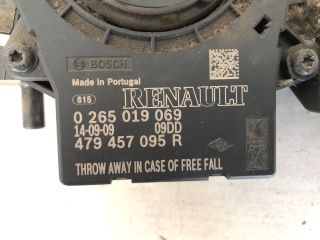 BOSCH
Made in Portugal
815 RENAULT
0 265 019 069
14-09-09 09DD
479 457 095 R
THROW AWAY IN CASE OF FREE FALL